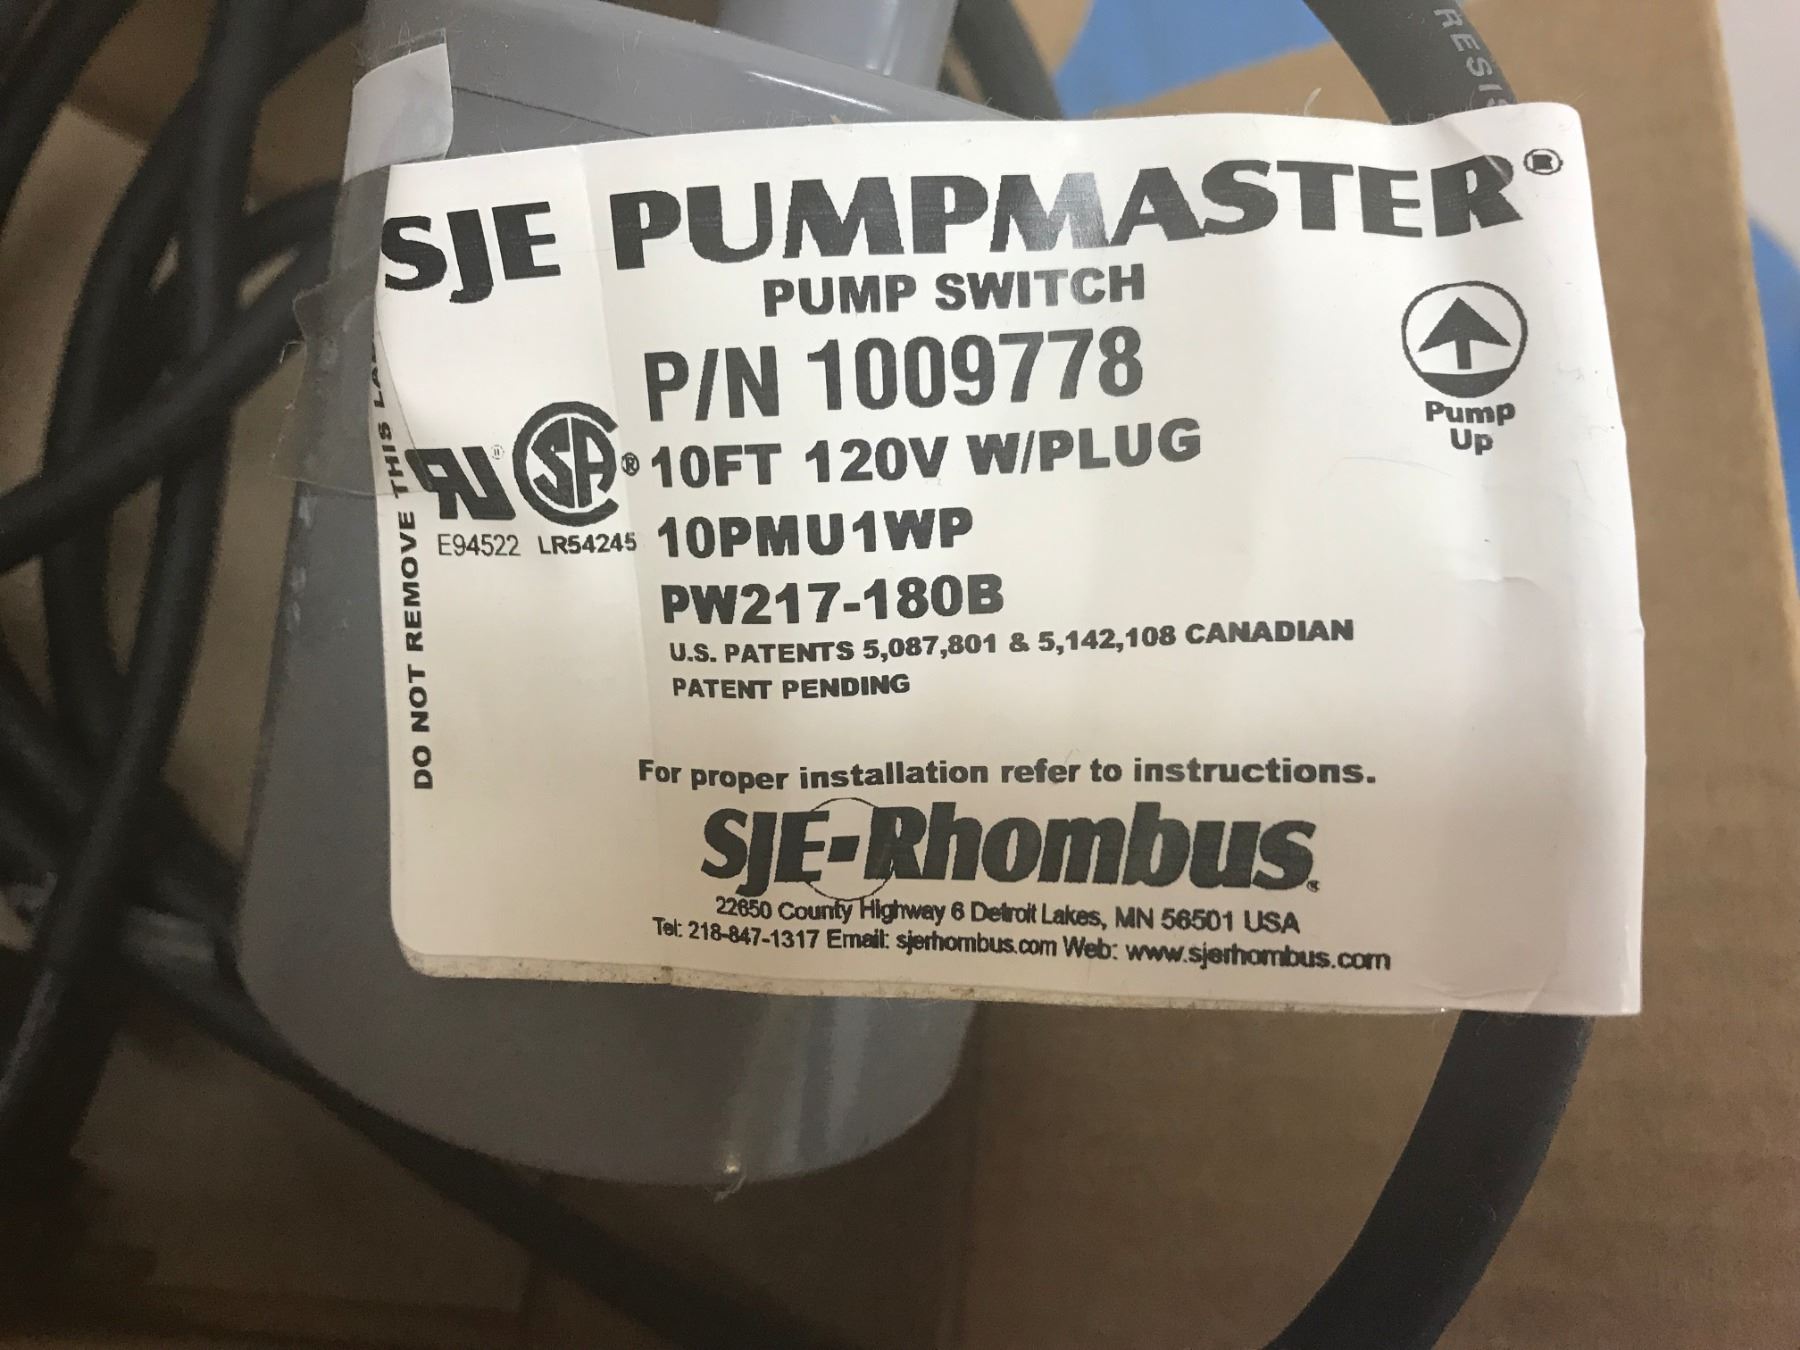 RESIS
SJE PUMPMASTER®
PUMP SWITCH
P/N 1009778
10FT 120V W/PLUG
10PMU1WP
PW217-180B
U.S. PATENTS 5,087,801 & 5,142,108 CANADIAN
PATENT PENDING
Pump
Up
E94522 LR54245
DO NOT REMOVE THIS
For proper installation refer to instructions.
SJE-Rhombus®
22650 County Highway 6 Detroit Lakes, MN 56501 USA
Tel: 218-847-1317 Email: sjerhombus.com Web: www.sjerhombus.com